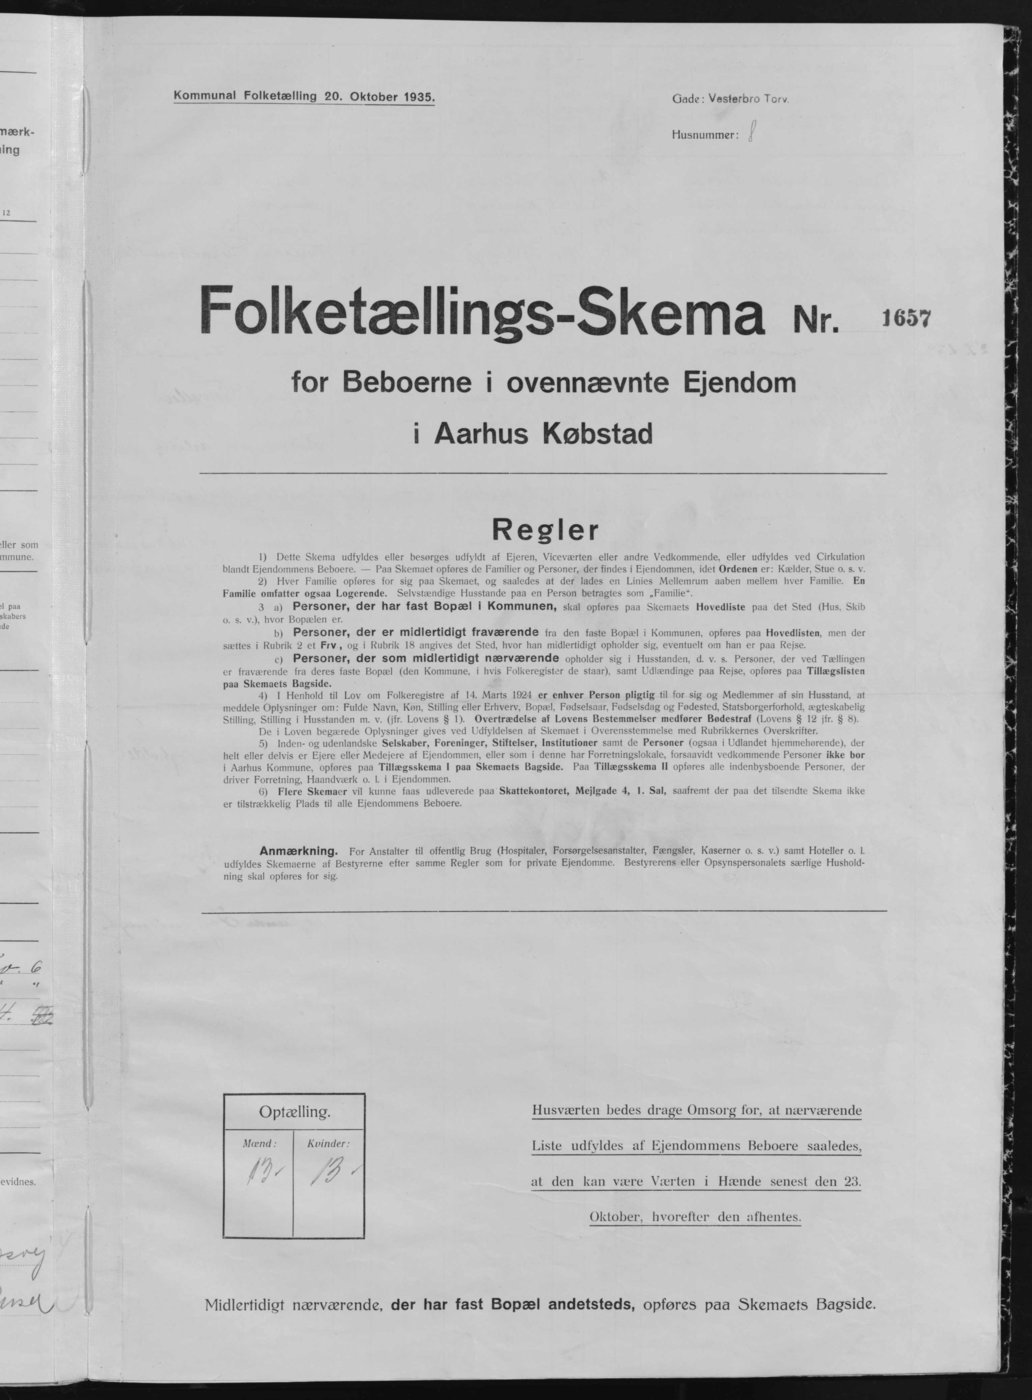 mærk-
ning
12
eller som
mmune.
el paa
skabers
de
v. 6
" "
evidnes.
Kommunal Folketælling 20. Oktober 1935.
Gade: Vesterbro Torv.
Husnummer: 8
Folketællings-Skema Nr. 1657
for Beboerne i ovennævnte Ejendom
i Aarhus Købstad
Regler
1) Dette Skema udfyldes eller besørges udfyldt af Ejeren, Viceværten eller andre Vedkommende, eller udfyldes ved Cirkulation
blandt Ejendommens Beboere. — Paa Skemaet opføres de Familier og Personer, der findes i Ejendommen, idet Ordenen er: Kælder, Stue o. s. v.
2) Hver Familie opføres for sig paa Skemaet, og saaledes at der lades en Linies Mellemrum aaben mellem hver Familie. En
Familie omfatter ogsaa Logerende. Selvstændige Husstande paa en Person betragtes som „Familie“.
3 a) Personer, der har fast Bopæl i Kommunen, skal opføres paa Skemaets Hovedliste paa det Sted (Hus, Skib
o. s. v.), hvor Bopælen er.
b) Personer, der er midlertidigt fraværende fra den faste Bopæl i Kommunen, opføres paa Hovedlisten, men der
sættes i Rubrik 2 et Frv, og i Rubrik 18 angives det Sted, hvor han midlertidigt opholder sig, eventuelt om han er paa Rejse.
c) Personer, der som midlertidigt nærværende opholder sig i Husstanden, d. v. s. Personer, der ved Tællingen
er fraværende fra deres faste Bopæl (den Kommune, i hvis Folkeregister de staar), samt Udlændinge paa Rejse, opføres paa Tillægslisten
paa Skemaets Bagside.
4) I Henhold til Lov om Folkeregistre af 14. Marts 1924 er enhver Person pligtig til for sig og Medlemmer af sin Husstand, at
meddele Oplysninger om: Fulde Navn, Køn, Stilling eller Erhverv, Bopæl, Fødselsaar, Fødselsdag og Fødested, Statsborgerforhold, ægteskabelig
Stilling, Stilling i Husstanden m. v. (jfr. Lovens § 1). Overtrædelse af Lovens Bestemmelser medfører Bødestraf (Lovens § 12 jfr. § 8).
De i Loven begærede Oplysninger gives ved Udfyldelsen af Skemaet i Overensstemmelse med Rubrikkernes Overskrifter.
5) Inden- og udenlandske Selskaber, Foreninger, Stiftelser, Institutioner samt de Personer (ogsaa i Udlandet hjemmehørende), der
helt eller delvis er Ejere eller Medejere af Ejendommen, eller som i denne har Forretningslokale, forsaavidt vedkommende Personer ikke bor
i Aarhus Kommune, opføres paa Tillægsskema I paa Skemaets Bagside. Paa Tillægsskema II opføres alle indenbysboende Personer, der
driver Forretning, Haandværk o. l. i Ejendommen.
6) Flere Skemaer vil kunne faas udleverede paa Skattekontoret, Mejlgade 4, 1. Sal, saafremt der paa det tilsendte Skema ikke
er tilstrækkelig Plads til alle Ejendommens Beboere.
Anmærkning. For Anstalter til offentlig Brug (Hospitaler, Forsørgelsesanstalter, Fængsler, Kaserner o. s. v.) samt Hoteller o. l.
udfyldes Skemaerne af Bestyrerne efter samme Regler som for private Ejendomme. Bestyrerens eller Opsynspersonalets særlige Hushold-
ning skal opføres for sig.
Optælling.
Mænd: Kvinder:
13 ✓ 13 ✓
Husværten bedes drage Omsorg for, at nærværende
Liste udfyldes af Ejendommens Beboere saaledes,
at den kan være Værten i Hænde senest den 23.
Oktober, hvorefter den afhentes.
Midlertidigt nærværende, der har fast Bopæl andetsteds, opføres paa Skemaets Bagside.